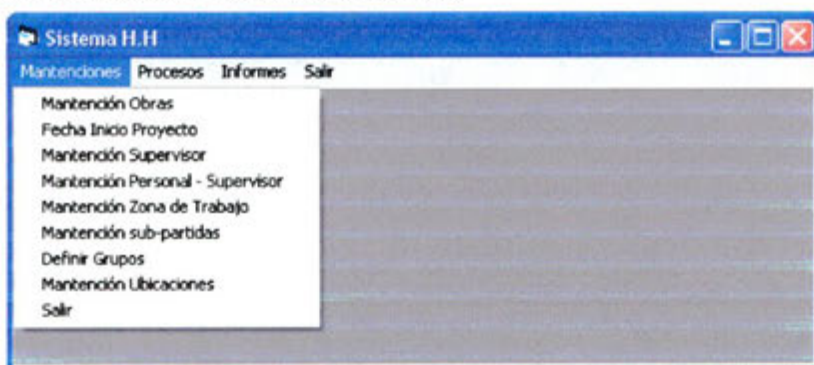 Sistema H.H
Mantenciones Procesos Informes Salir
Mantención Obras
Fecha Inicio Proyecto
Mantención Supervisor
Mantención Personal - Supervisor
Mantención Zona de Trabajo
Mantención sub-partidas
Definir Grupos
Mantención Ubicaciones
Salir